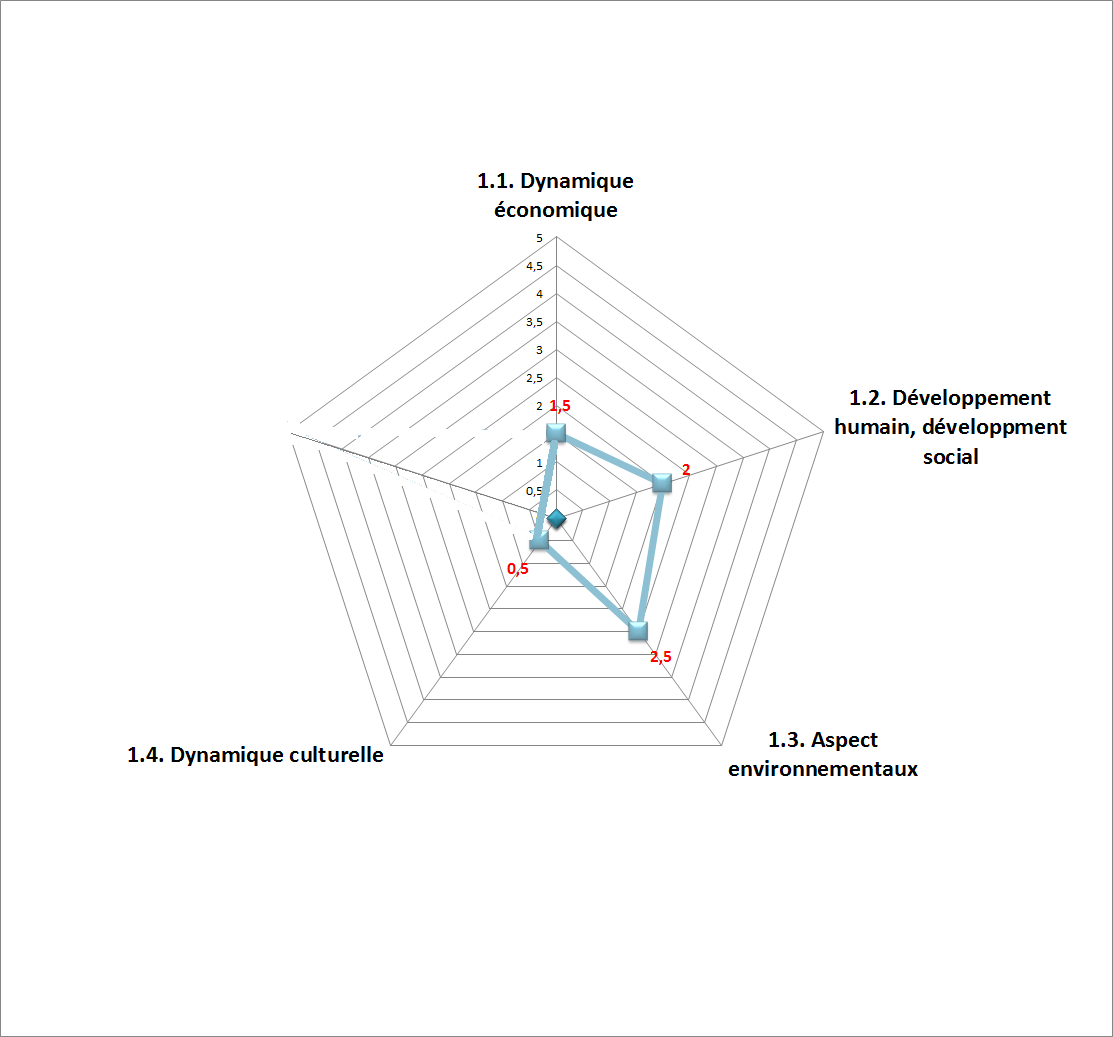 1.1. Dynamique
économique
5
4,5
4
3,5
3
2,5
2
1,5
1
0,5
1.2. Développement
humain, développment
social
2
0,5
2,5
1.3. Aspect
environnementaux
1.4. Dynamique culturelle